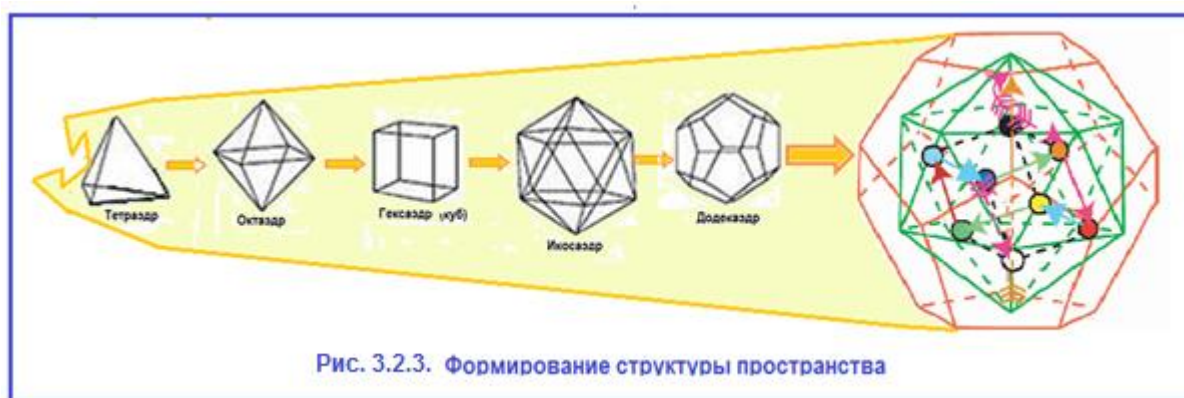 Тетраэдр
Октаэдр
Гексаэдр (куб)
Икосаэдр
Додекаэдр
Рис. 3.2.3. Формирование структуры пространства